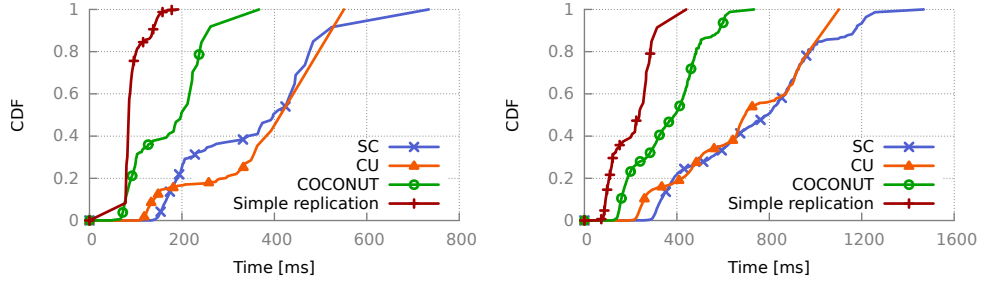 1
0.8
0.6
0.4
0.2
0
CDF
SC
CU
COCONUT
Simple replication
0 200 400 600 800
Time [ms]
1
0.8
0.6
0.4
0.2
0
CDF
SC
CU
COCONUT
Simple replication
0 400 800 1200 1600
Time [ms]